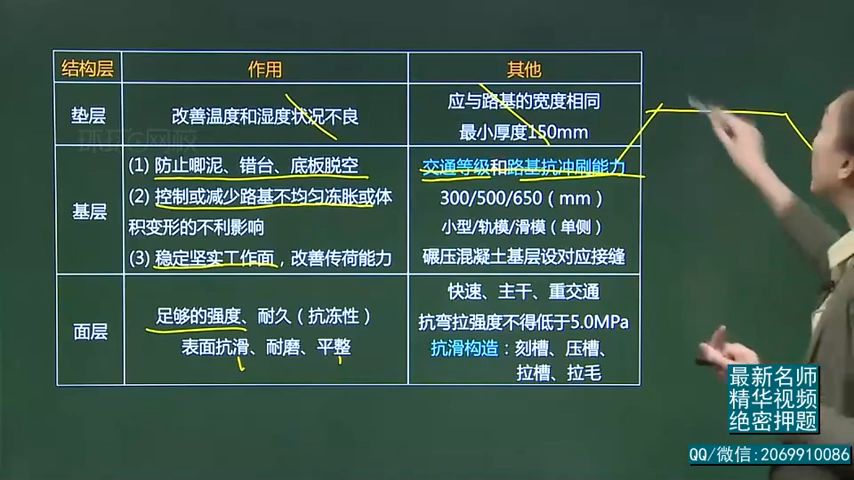 结构层 作用 其他
垫层 改善温度和湿度状况不良 应与路基的宽度相同
最小厚度150mm
环球网校
基层 (1) 防止唧泥、错台、底板脱空 交通等级和路基抗冲刷能力
(2) 控制或减少路基不均匀冻胀或体 300/500/650（mm）
积变形的不利影响 小型/轨模/滑模（单侧）
(3) 稳定坚实工作面，改善传荷能力 碾压混凝土基层设对应接缝
面层 足够的强度、耐久（抗冻性） 快速、主干、重交通
抗弯拉强度不得低于5.0MPa
表面抗滑、耐磨、平整 抗滑构造：刻槽、压槽、
拉槽、拉毛
最新名师
精华视频
绝密押题
QQ/微信:2069910086